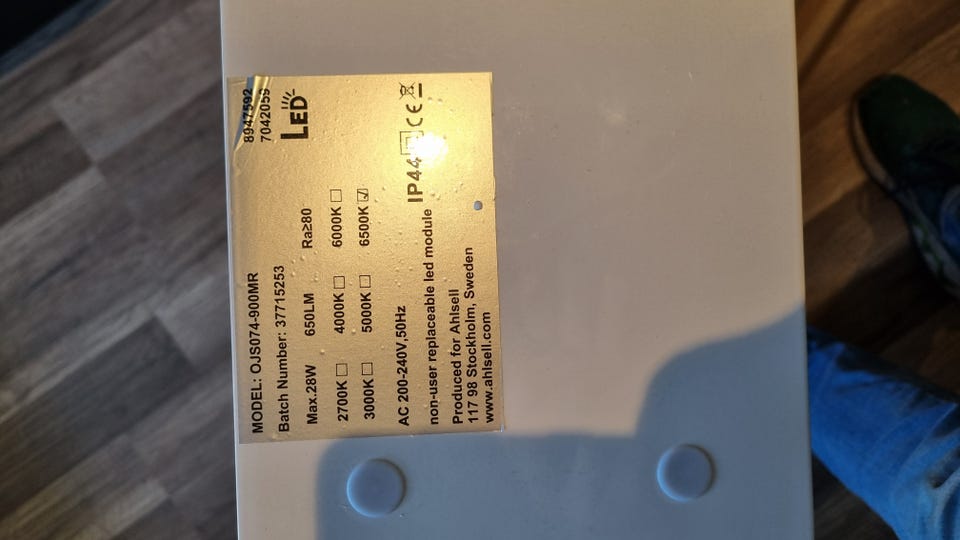 8947592
7042059
LED
MODEL: OJS074-900MR
Batch Number: 37715253
Max.28W 650LM Ra≥80
2700K ☐ 4000K ☐ 6000K ☐
3000K ☐ 5000K ☐ 6500K ☑
AC 200-240V,50Hz
IP44 CE
non-user replaceable led module
Produced for Ahlsell
117 98 Stockholm, Sweden
www.ahlsell.com